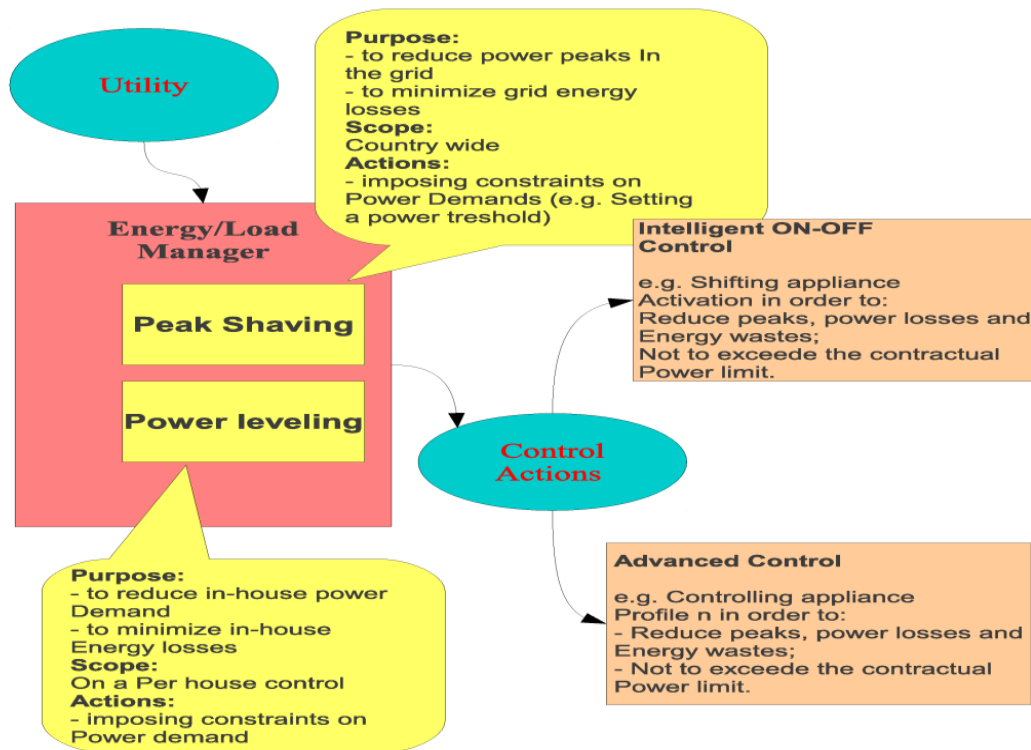 Utility
Purpose:
- to reduce power peaks In
the grid
- to minimize grid energy
losses
Scope:
Country wide
Actions:
- imposing constraints on
Power Demands (e.g. Setting
a power treshold)
Energy/Load
Manager
Peak Shaving
Power leveling
Intelligent ON-OFF
Control
e.g. Shifting appliance
Activation in order to:
Reduce peaks, power losses and
Energy wastes;
Not to exceede the contractual
Power limit.
Control
Actions
Purpose:
- to reduce in-house power
Demand
- to minimize in-house
Energy losses
Scope:
On a Per house control
Actions:
- imposing constraints on
Power demand
Advanced Control
e.g. Controlling appliance
Profile n in order to:
- Reduce peaks, power losses and
Energy wastes;
- Not to exceede the contractual
Power limit.